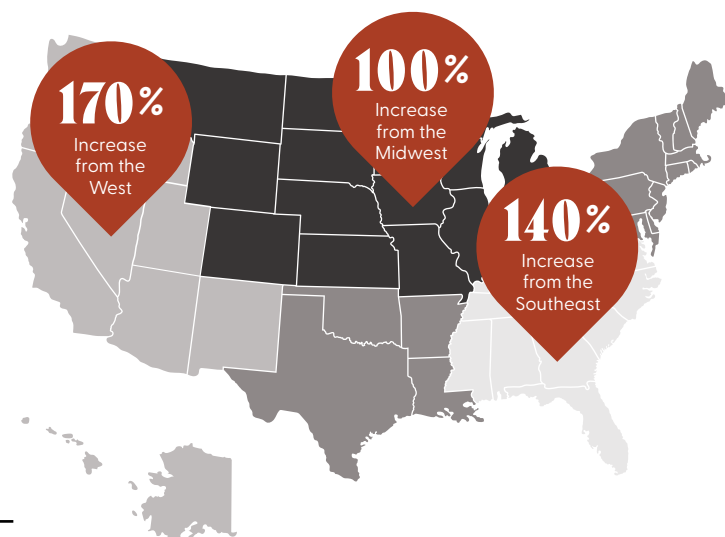 170%
Increase
from the
West
100%
Increase
from the
Midwest
140%
Increase
from the
Southeast